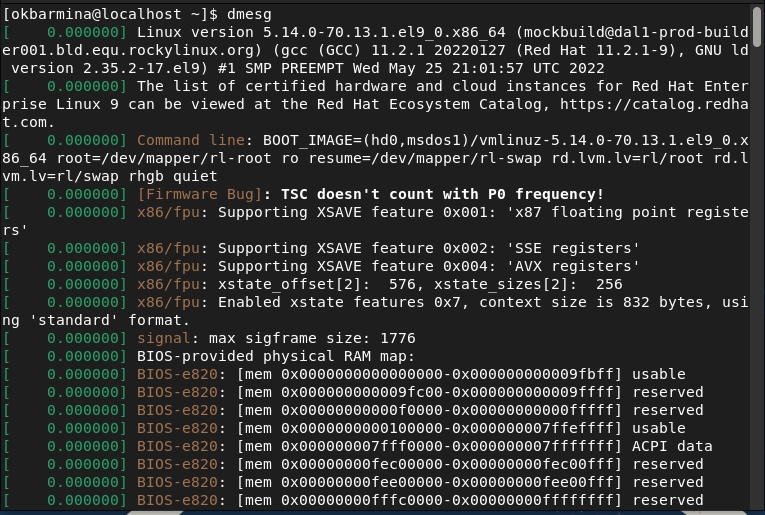 [okbarmina@localhost ~]$ dmesg
[    0.000000] Linux version 5.14.0-70.13.1.el9_0.x86_64 (mockbuild@dal1-prod-build
er001.bld.equ.rockylinux.org) (gcc (GCC) 11.2.1 20220127 (Red Hat 11.2.1-9), GNU ld
 version 2.35.2-17.el9) #1 SMP PREEMPT Wed May 25 21:01:57 UTC 2022
[    0.000000] The list of certified hardware and cloud instances for Red Hat Enter
prise Linux 9 can be viewed at the Red Hat Ecosystem Catalog, https://catalog.redha
t.com.
[    0.000000] Command line: BOOT_IMAGE=(hd0,msdos1)/vmlinuz-5.14.0-70.13.1.el9_0.x
86_64 root=/dev/mapper/rl-root ro resume=/dev/mapper/rl-swap rd.lvm.lv=rl/root rd.l
vm.lv=rl/swap rhgb quiet
[    0.000000] [Firmware Bug]: TSC doesn't count with P0 frequency!
[    0.000000] x86/fpu: Supporting XSAVE feature 0x001: 'x87 floating point registe
rs'
[    0.000000] x86/fpu: Supporting XSAVE feature 0x002: 'SSE registers'
[    0.000000] x86/fpu: Supporting XSAVE feature 0x004: 'AVX registers'
[    0.000000] x86/fpu: xstate_offset[2]:  576, xstate_sizes[2]:  256
[    0.000000] x86/fpu: Enabled xstate features 0x7, context size is 832 bytes, usi
ng 'standard' format.
[    0.000000] signal: max sigframe size: 1776
[    0.000000] BIOS-provided physical RAM map:
[    0.000000] BIOS-e820: [mem 0x0000000000000000-0x000000000009fbff] usable
[    0.000000] BIOS-e820: [mem 0x000000000009fc00-0x000000000009ffff] reserved
[    0.000000] BIOS-e820: [mem 0x00000000000f0000-0x00000000000fffff] reserved
[    0.000000] BIOS-e820: [mem 0x0000000000100000-0x000000007ffeffff] usable
[    0.000000] BIOS-e820: [mem 0x000000007fff0000-0x000000007fffffff] ACPI data
[    0.000000] BIOS-e820: [mem 0x00000000fec00000-0x00000000fec00fff] reserved
[    0.000000] BIOS-e820: [mem 0x00000000fee00000-0x00000000fee00fff] reserved
[    0.000000] BIOS-e820: [mem 0x00000000fffc0000-0x00000000ffffffff] reserved